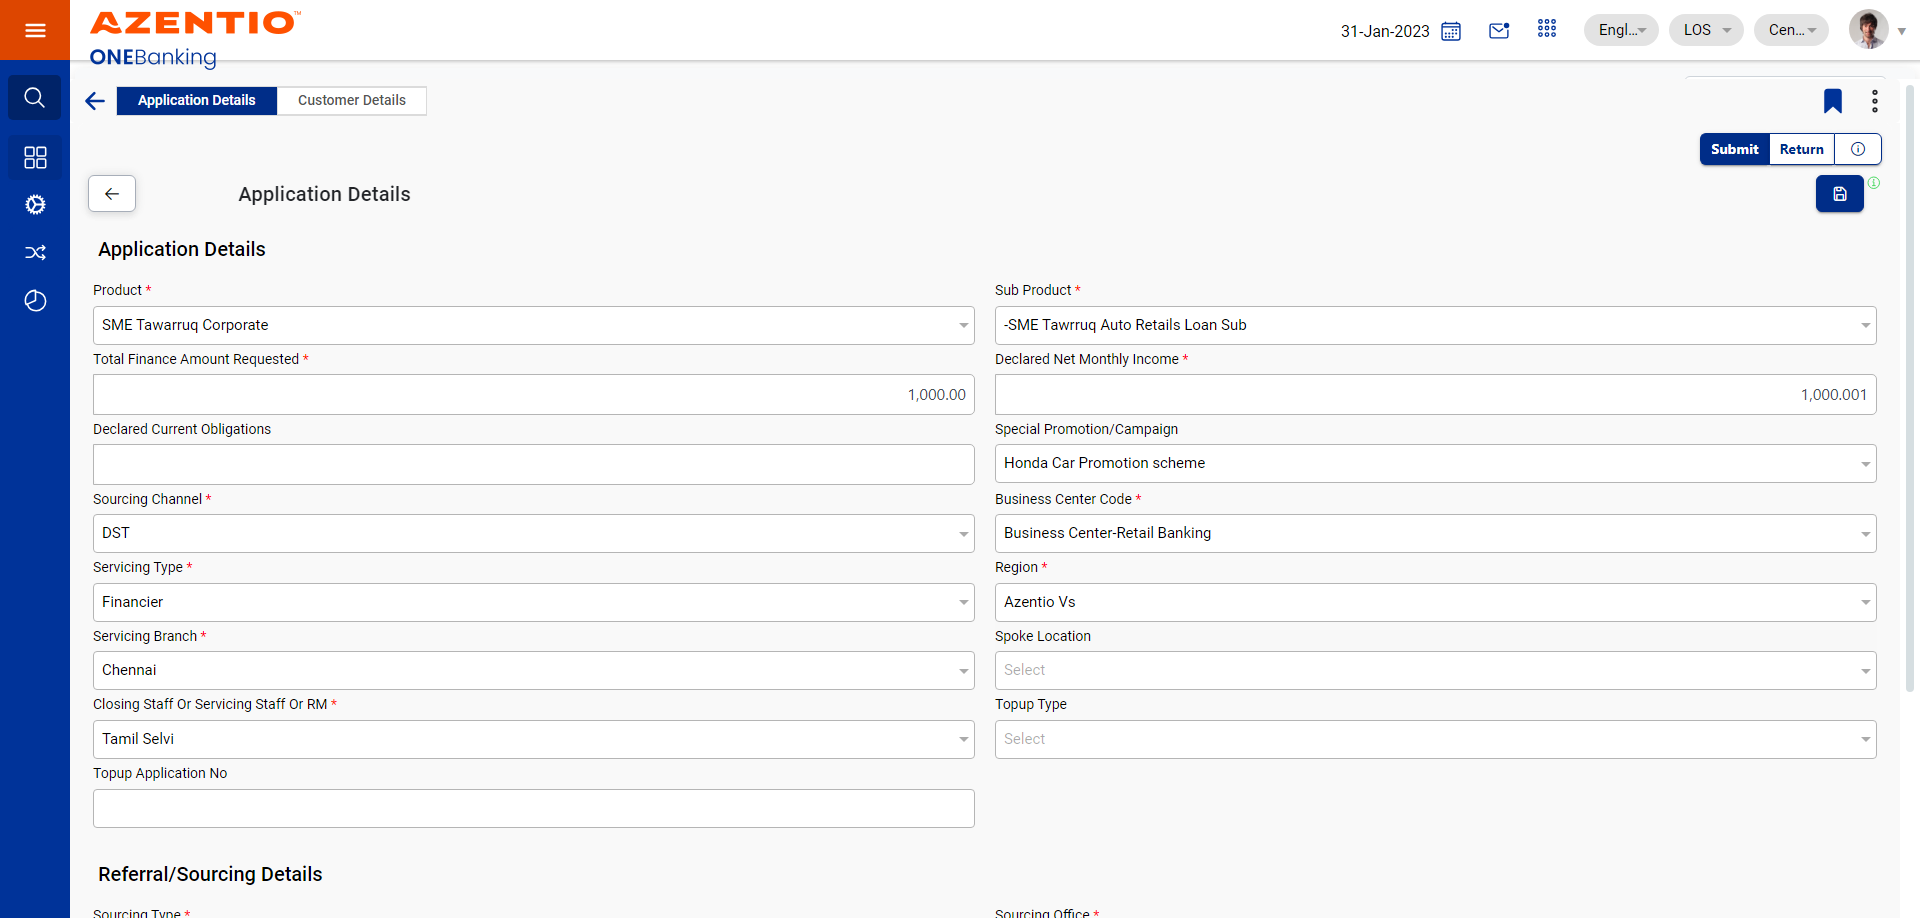 AZENTIO™
ONEBanking
31-Jan-2023
Engl...
LOS
Cen...
Application Details
Customer Details
Submit
Return
Application Details
Application Details
Product *
Sub Product *
SME Tawarruq Corporate
-SME Tawrruq Auto Retails Loan Sub
Total Finance Amount Requested *
Declared Net Monthly Income *
1,000.00
1,000.001
Declared Current Obligations
Special Promotion/Campaign
Honda Car Promotion scheme
Sourcing Channel *
Business Center Code *
DST
Business Center-Retail Banking
Servicing Type *
Region *
Financier
Azentio Vs
Servicing Branch *
Spoke Location
Chennai
Select
Closing Staff Or Servicing Staff Or RM *
Topup Type
Tamil Selvi
Select
Topup Application No
Referral/Sourcing Details
Sourcing Type *
Sourcing Office *